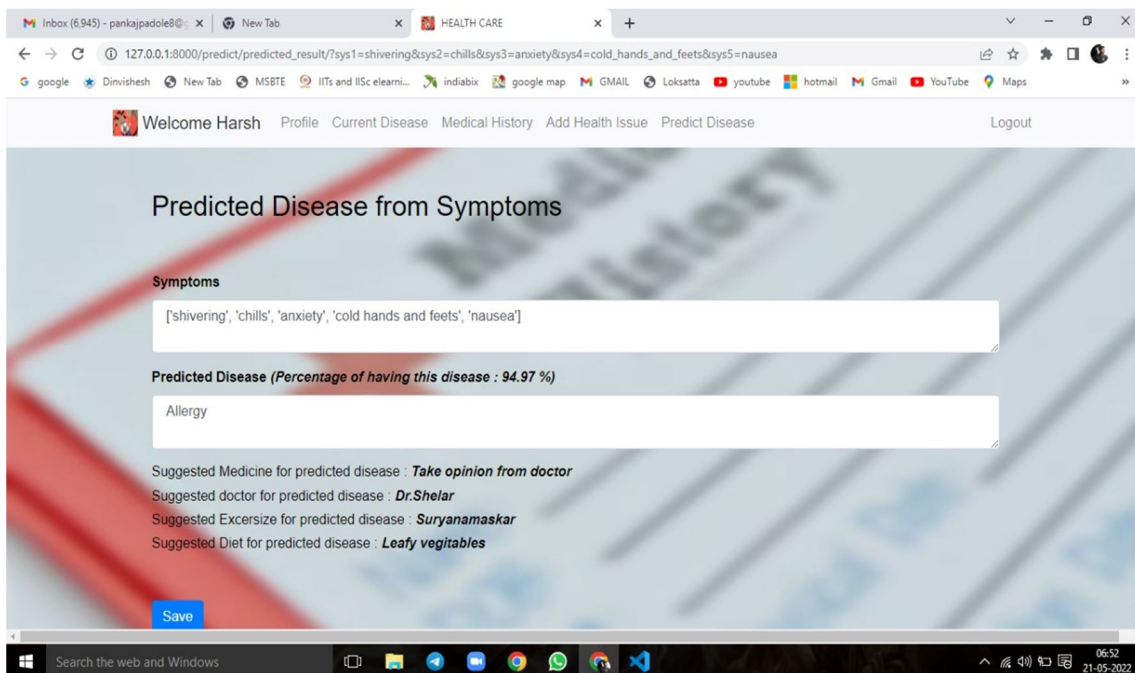 Inbox (6,945) - pankajpadole8@g
New Tab
HEALTH CARE
127.0.0.1:8000/predict/predicted_result/?sys1=shivering&sys2=chills&sys3=anxiety&sys4=cold_hands_and_feets&sys5=nausea
google Dinvishesh New Tab MSBTE IITs and IISc elearni... indiabix google map GMAIL Loksatta youtube hotmail Gmail YouTube Maps »
Welcome Harsh Profile Current Disease Medical History Add Health Issue Predict Disease Logout
Medical
History
Predicted Disease from Symptoms
Symptoms
['shivering', 'chills', 'anxiety', 'cold hands and feets', 'nausea']
Predicted Disease (Percentage of having this disease : 94.97 %)
Allergy
Suggested Medicine for predicted disease : Take opinion from doctor
Suggested doctor for predicted disease : Dr.Shelar
Suggested Excersize for predicted disease : Suryanamaskar
Suggested Diet for predicted disease : Leafy vegitables
Save
Search the web and Windows
06:52
21-05-2022